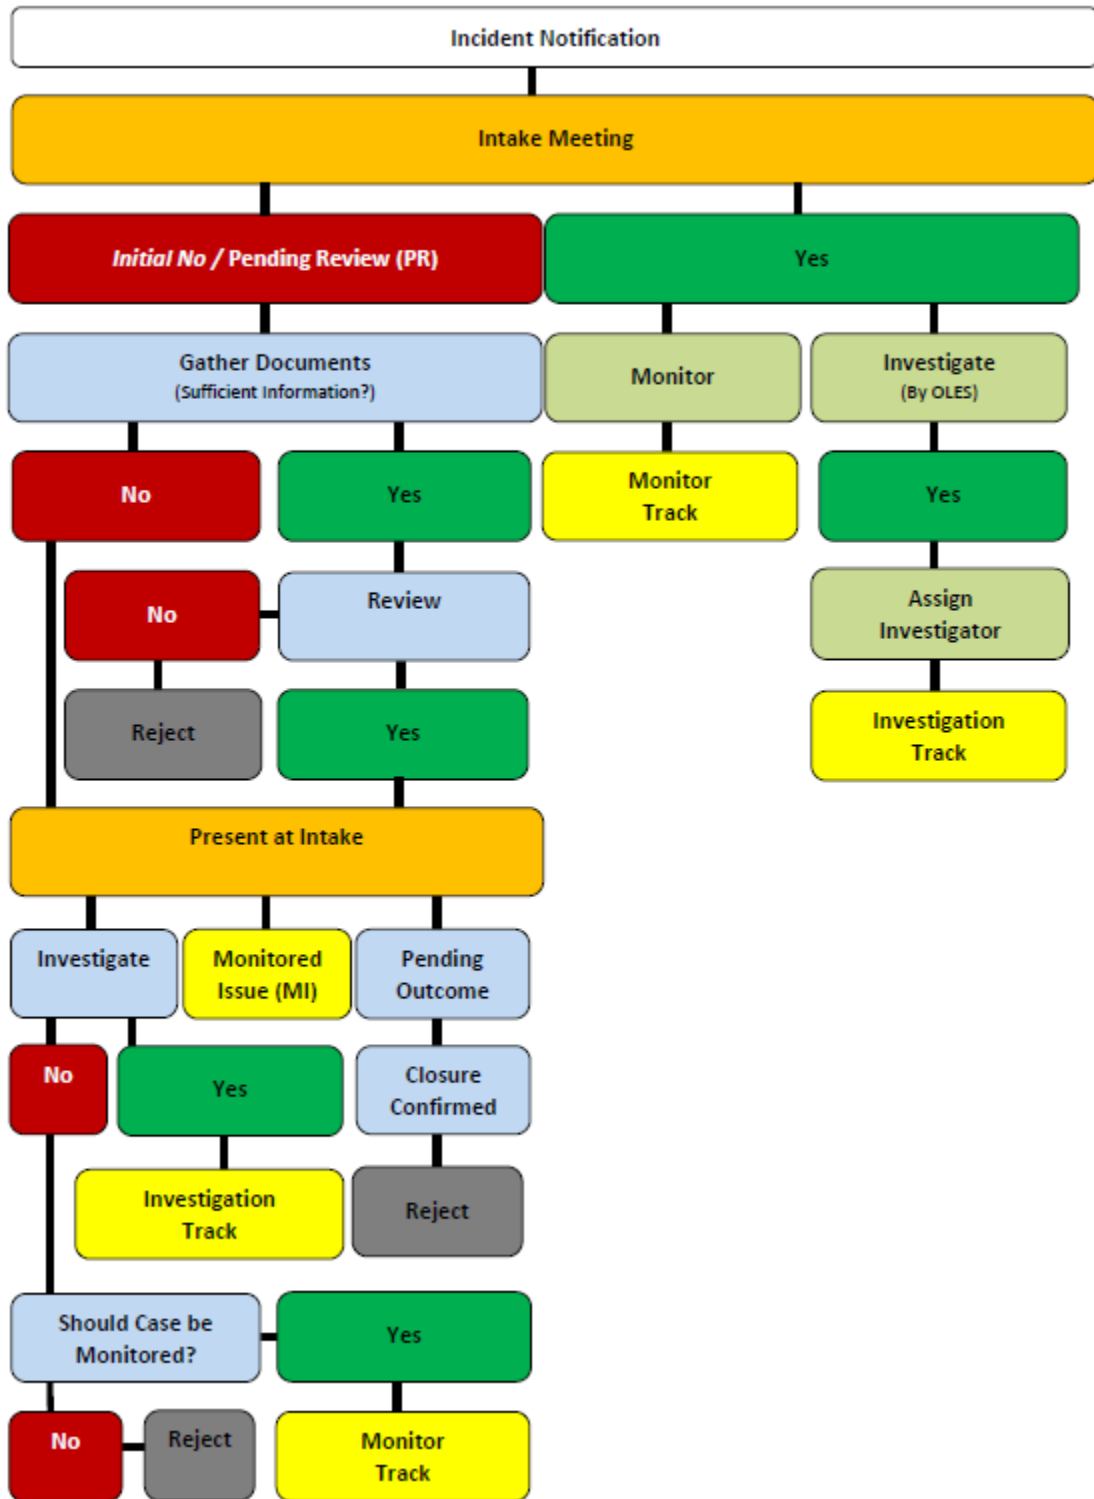 Incident Notification
Intake Meeting
Initial No / Pending Review (PR)
Yes
Gather Documents
(Sufficient Information?)
Monitor
Investigate
(By OLES)
No
Yes
Monitor
Track
Yes
No
Review
Assign
Investigator
Reject
Yes
Investigation
Track
Present at Intake
Investigate
Monitored
Issue (MI)
Pending
Outcome
No
Yes
Closure
Confirmed
Investigation
Track
Reject
Should Case be
Monitored?
Yes
No
Reject
Monitor
Track